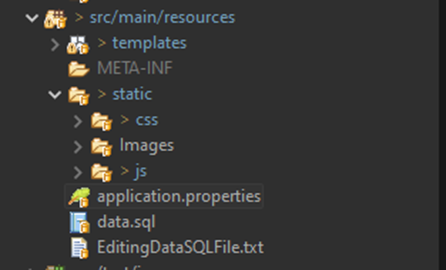 > src/main/resources
> templates
META-INF
> static
> css
Images
> js
application.properties
data.sql
EditingDataSQLFile.txt